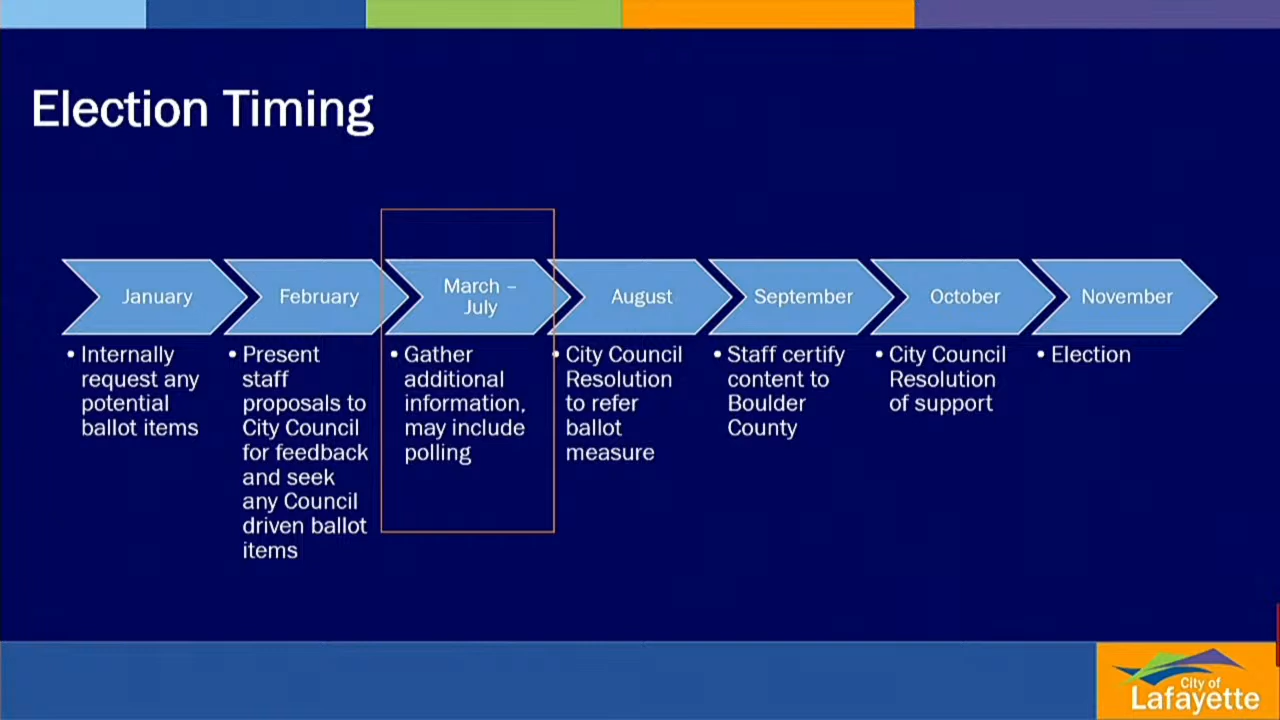 Election Timing
January
February
March –
July
August
September
October
November
• Internally
request any
potential
ballot items
• Present
staff
proposals to
City Council
for feedback
and seek
any Council
driven ballot
items
• Gather
additional
information,
may include
polling
• City Council
Resolution
to refer
ballot
measure
• Staff certify
content to
Boulder
County
• City Council
Resolution
of support
• Election
City of
Lafayette